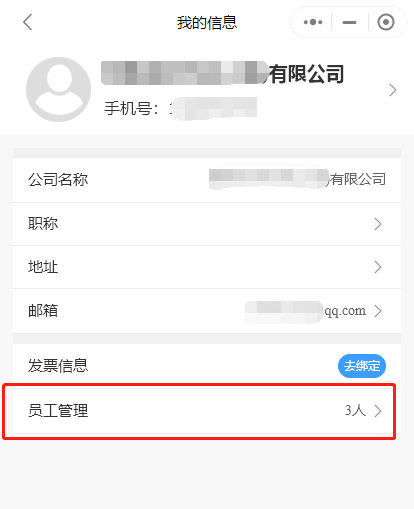 我的信息
有限公司
手机号：
公司名称 有限公司
职称
地址
邮箱 qq.com
发票信息 去绑定
员工管理 3人